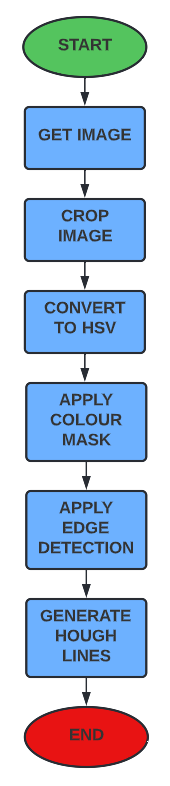 START
GET IMAGE
CROP
IMAGE
CONVERT
TO HSV
APPLY
COLOUR
MASK
APPLY
EDGE
DETECTION
GENERATE
HOUGH
LINES
END